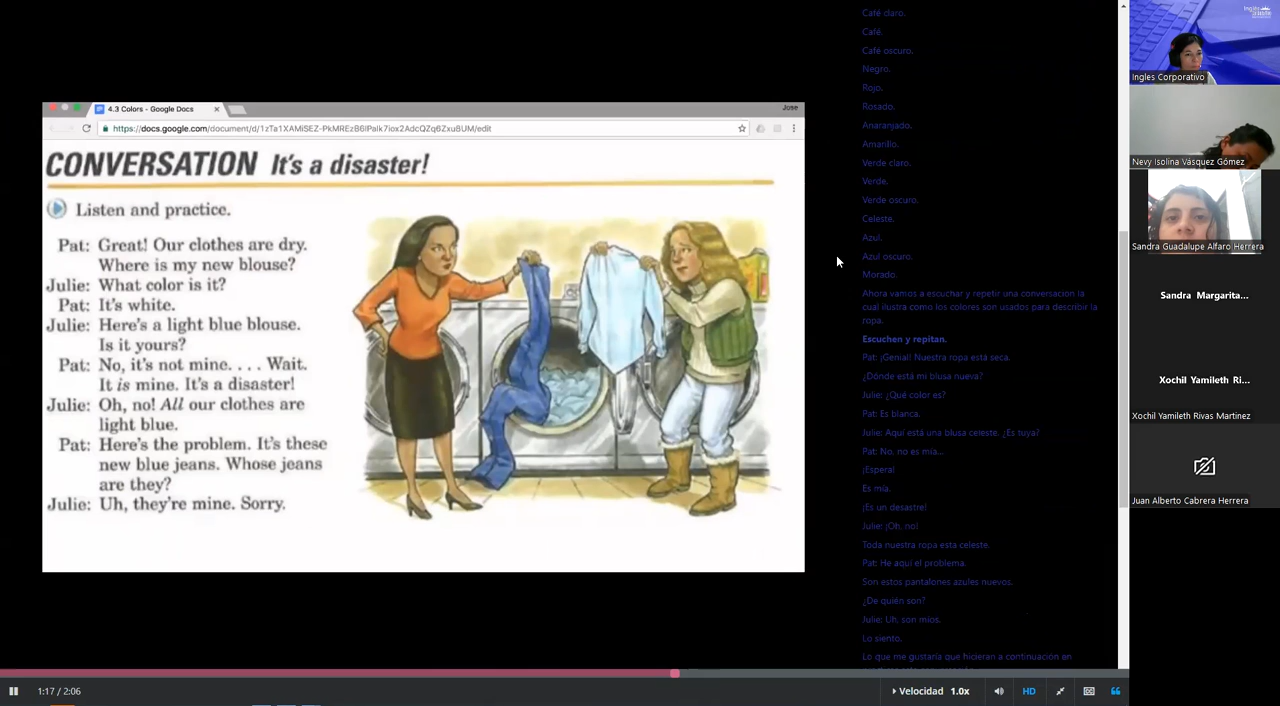 4.3 Colors - Google Docs
Jose
https://docs.google.com/document/d/1zTa1XAMiSEZ-PkMREzB6lPalk7iox2AdcQZq6Zxu8UM/edit
CONVERSATION It's a disaster!
Listen and practice.
Pat: Great! Our clothes are dry.
Where is my new blouse?
Julie: What color is it?
Pat: It's white.
Julie: Here's a light blue blouse.
Is it yours?
Pat: No, it's not mine. . . . Wait.
It is mine. It's a disaster!
Julie: Oh, no! All our clothes are
light blue.
Pat: Here's the problem. It's these
new blue jeans. Whose jeans
are they?
Julie: Uh, they're mine. Sorry.
Café claro.
Café.
Café oscuro.
Negro.
Rojo.
Rosado.
Anaranjado.
Amarillo.
Verde claro.
Verde.
Verde oscuro.
Celeste.
Azul.
Azul oscuro.
Morado.
Ahora vamos a escuchar y repetir una conversación la
cual ilustra como los colores son usados para describir la
ropa.
Escuchen y repitan.
Pat: ¡Genial! Nuestra ropa está seca.
¿Dónde está mi blusa nueva?
Julie: ¿Qué color es?
Pat: Es blanca.
Julie: Aquí está una blusa celeste. ¿Es tuya?
Pat: No, no es mía...
¡Espera!
Es mía.
¡Es un desastre!
Julie: ¡Oh, no!
Toda nuestra ropa esta celeste.
Pat: He aquí el problema.
Son estos pantalones azules nuevos.
¿De quién son?
Julie: Uh, son míos.
Lo siento.
Lo que me gustaría que hicieran a continuación en
1:17 / 2:06
Velocidad 1.0x
HD
Ingles Corporativo
Nevy Isolina Vásquez Gómez
Sandra Guadalupe Alfaro Herrera
Sandra Margarita...
Xochil Yamileth Ri...
Xochil Yamileth Rivas Martinez
Juan Alberto Cabrera Herrera